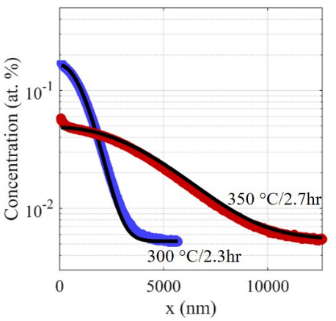 Concentration (at. %)
10⁻¹
10⁻²
350 °C/2.7hr
300 °C/2.3hr
0
5000
10000
x (nm)